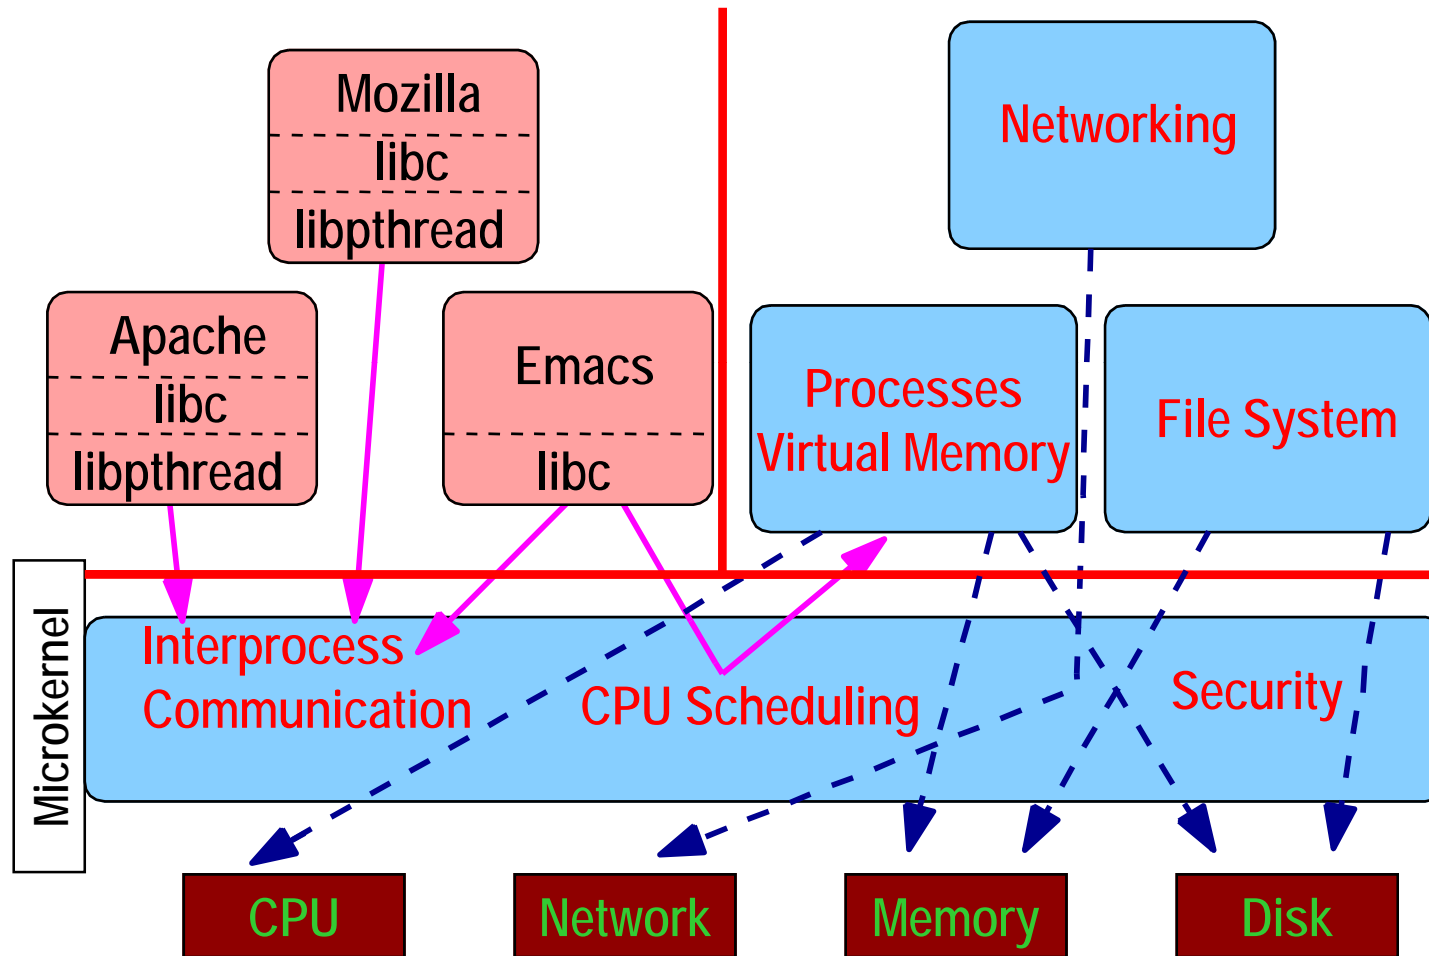 Mozilla
libc
libpthread
Networking
Apache
libc
libpthread
Emacs
libc
Processes
Virtual Memory
File System
Microkernel
Interprocess
Communication
CPU Scheduling
Security
CPU
Network
Memory
Disk